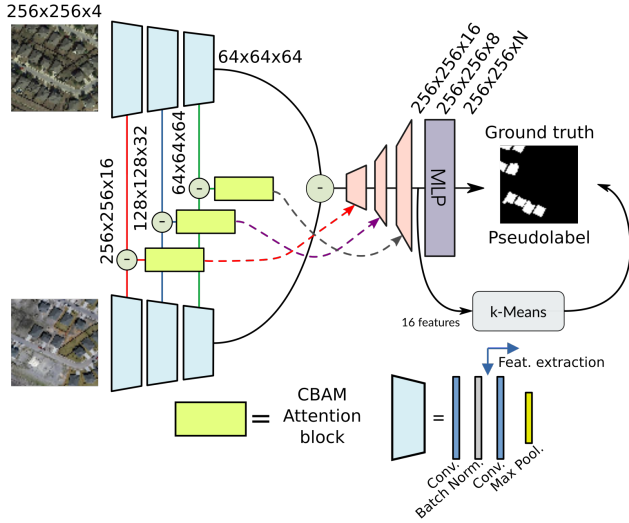 256x256x4
64x64x64
256x256x16
256x256x8
256x256xN
256x256x16
128x128x32
64x64x64
-
-
-
-
MLP
Ground truth
Pseudolabel
16 features
k-Means
Feat. extraction
=
CBAM
Attention
block
=
Conv.
Batch Norm.
Conv.
Max Pool.